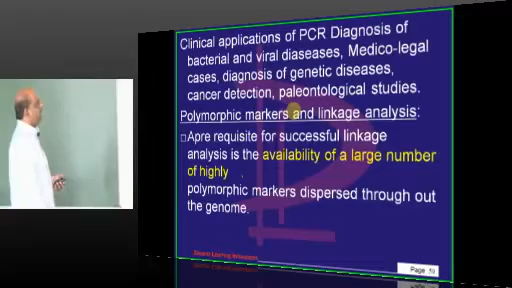 Clinical applications of PCR Diagnosis of
bacterial and viral diaseases, Medico-legal
cases, diagnosis of genetic diseases,
cancer detection, paleontological studies.
Polymorphic markers and linkage analysis:
Apre requisite for successful linkage
analysis is the availability of a large number
of highly
polymorphic markers dispersed through out
the genome.
Page